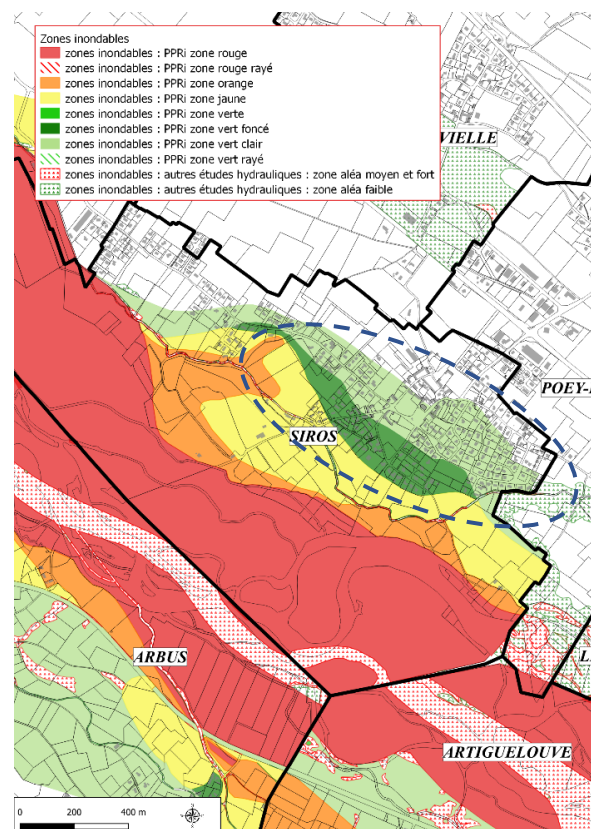 Zones inondables
zones inondables : PPRi zone rouge
zones inondables : PPRi zone rouge rayé
zones inondables : PPRi zone orange
zones inondables : PPRi zone jaune
zones inondables : PPRi zone verte
zones inondables : PPRi zone vert foncé
zones inondables : PPRi zone vert clair
zones inondables : PPRi zone vert rayé
zones inondables : autres études hydrauliques : zone aléa moyen et fort
zones inondables : autres études hydrauliques : zone aléa faible
VIELLE
POEY-
SIROS
ARBUS
L
ARTIGUELOUVE
0 200 400 m